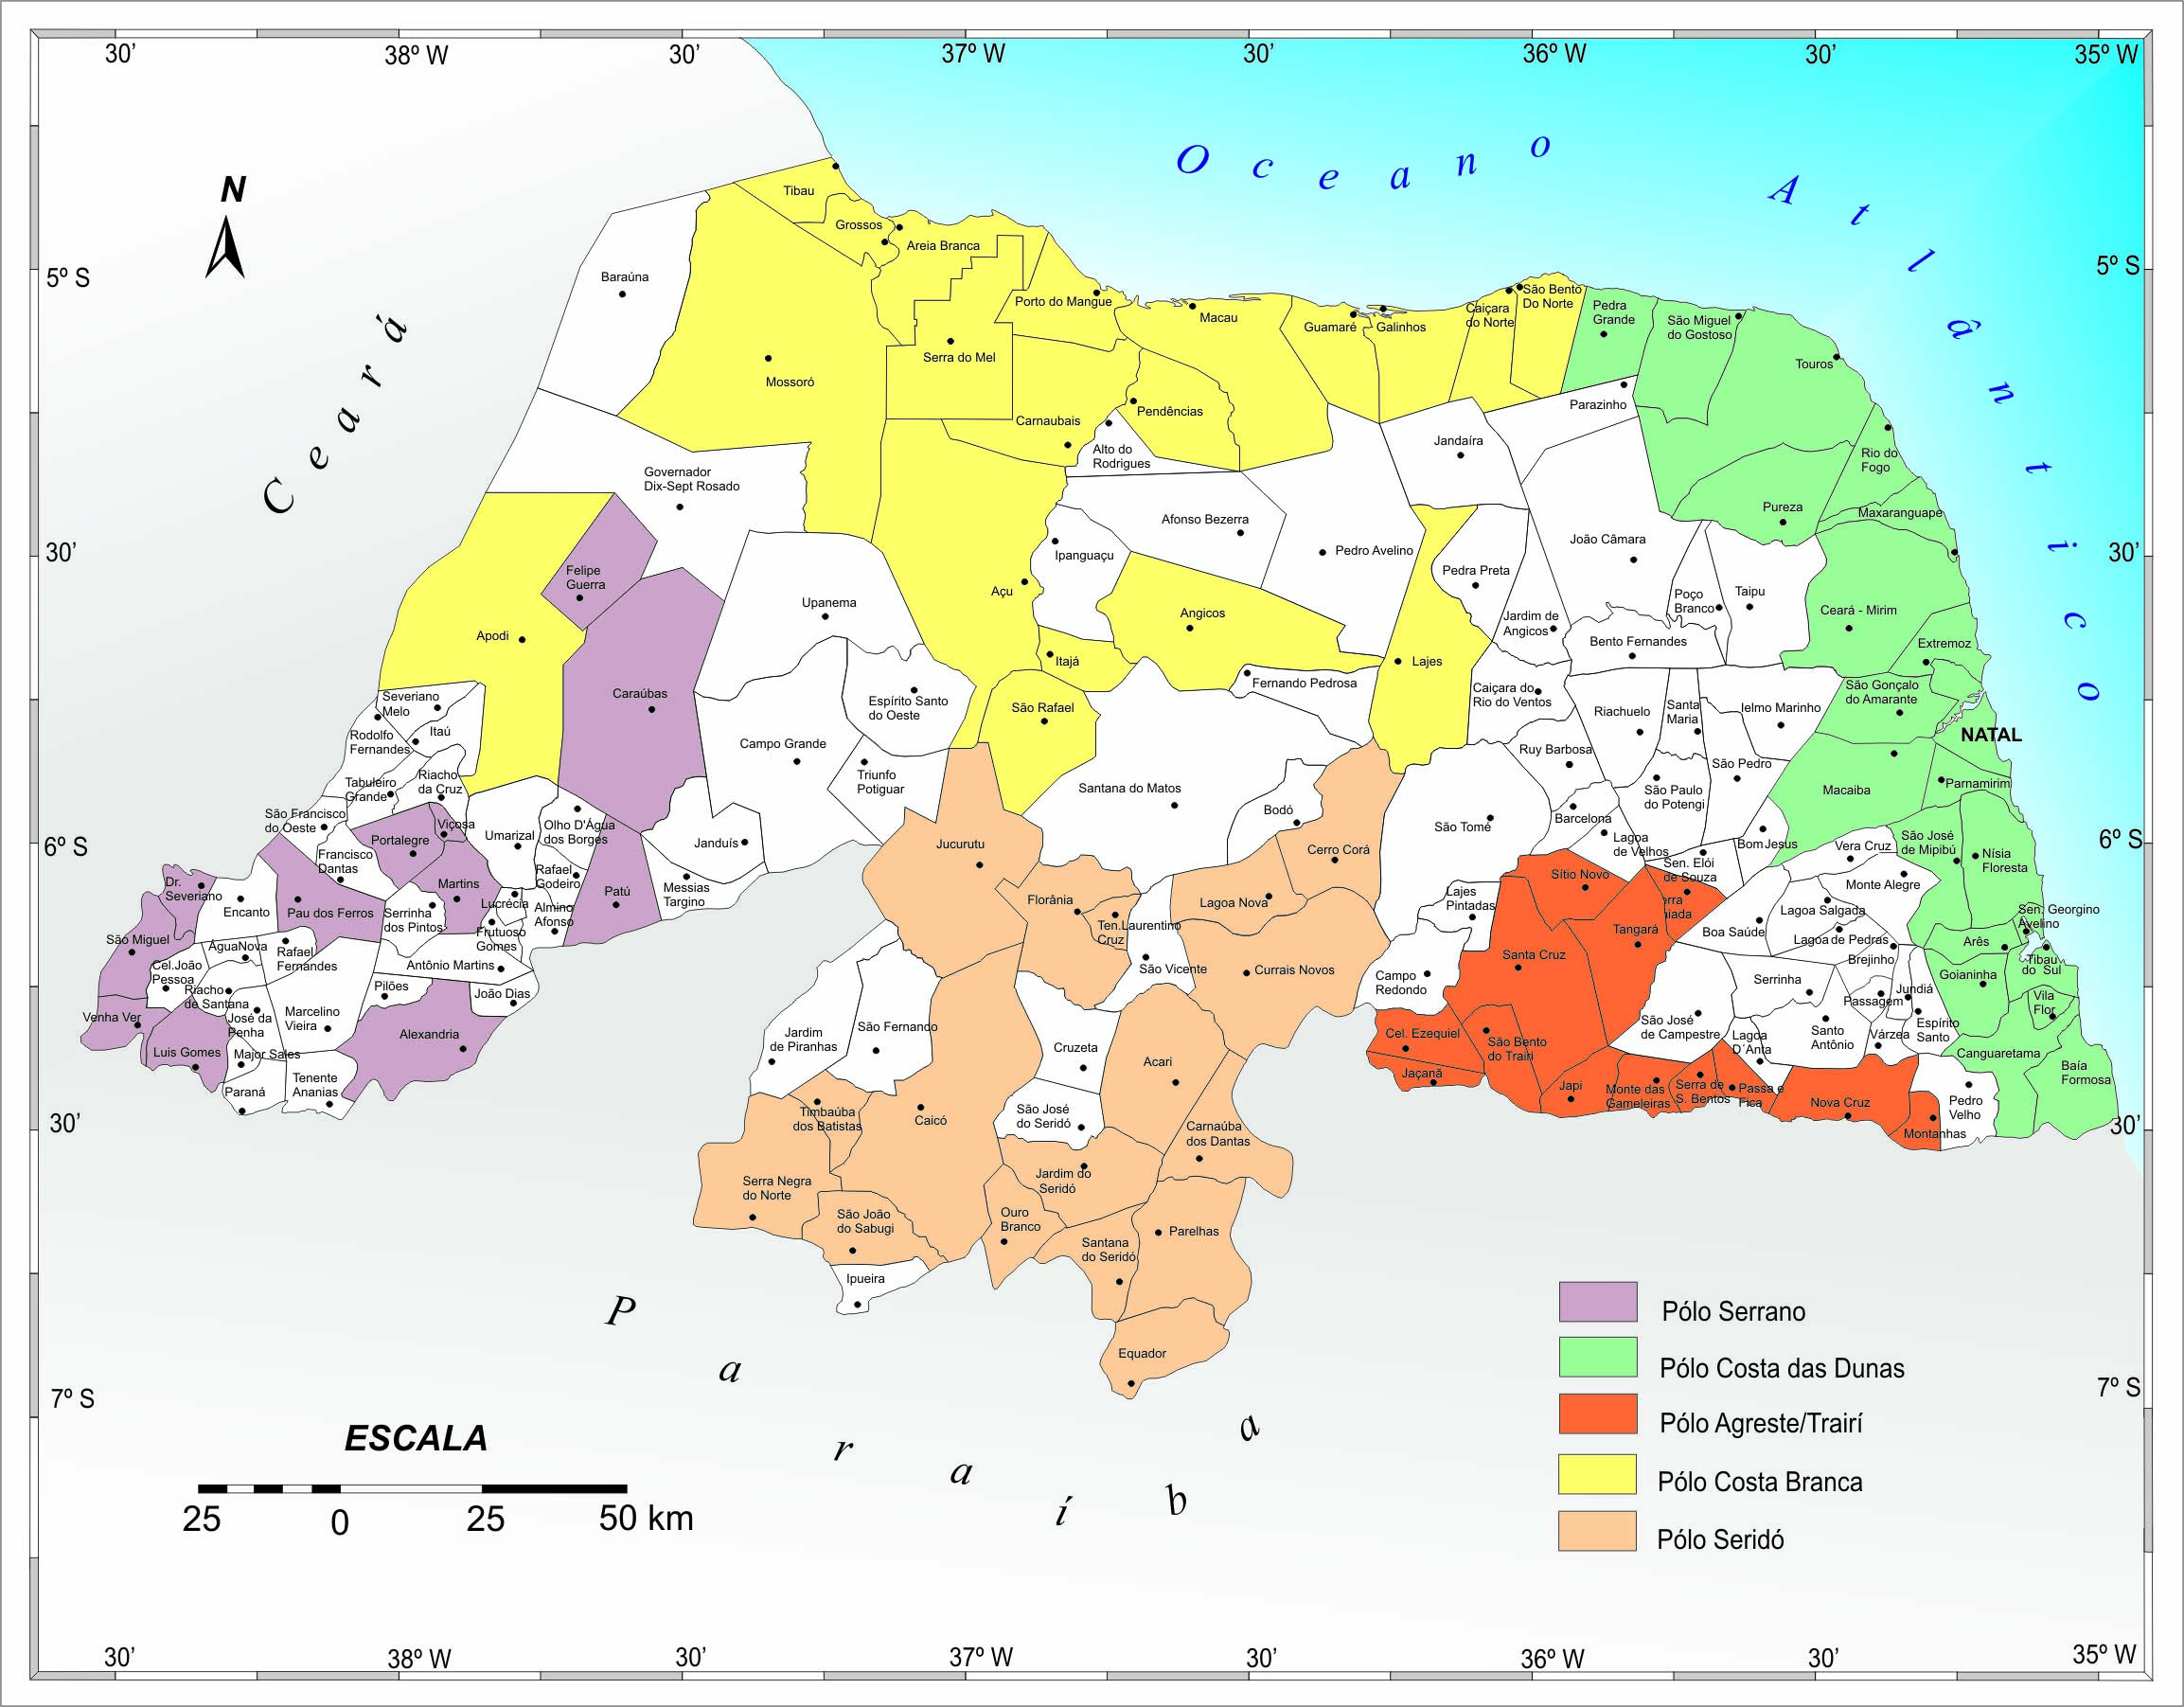 30’
38º W
30’
37º W
30’
36º W
30’
35º W
Oceano
Atlântico
N
Ceará
5º S
5º S
30’
30’
6º S
6º S
30’
30’
7º S
7º S
Tibau
Grossos
Areia Branca
Baraúna
Porto do Mangue
Macau
Guamaré
Galinhos
Caiçara
do Norte
São Bento
Do Norte
Pedra
Grande
São Miguel
do Gostoso
Touros
Serra do Mel
Mossoró
Parazinho
Pendências
Carnaubais
Alto do
Rodrigues
Jandaíra
Rio do
Fogo
Governador
Dix-Sept Rosado
Pureza
Maxaranguape
Afonso Bezerra
João Câmara
Ipanguaçu
Pedro Avelino
Pedra Preta
Felipe
Guerra
Açu
Upanema
Angicos
Poço
Branco
Taipu
Jardim de
Angicos
Ceará - Mirim
Apodi
Bento Fernandes
Extremoz
Itajá
Lajes
Caraúbas
Fernando Pedrosa
Severiano
Melo
Espírito Santo
do Oeste
São Rafael
Caiçara do
Rio do Ventos
Riachuelo
Santa
Maria
Ielmo Marinho
São Gonçalo
do Amarante
NATAL
Itaú
Rodolfo
Fernandes
Campo Grande
Ruy Barbosa
São Pedro
Triunfo
Potiguar
Riacho
da Cruz
Tabuleiro
Grande
Santana do Matos
São Paulo
do Potengi
Macaiba
Parnamirim
Bodó
São Tomé
Barcelona
Lagoa
de Velhos
São Francisco
do Oeste
Viçosa
Portalegre
Umarizal
Olho D'Água
dos Borges
Janduís
Jucurutu
Cerro Corá
Bom Jesus
Vera Cruz
São José
de Mipibú
Nísia
Floresta
Francisco
Dantas
Sen. Elói
de Souza
Sítio Novo
Monte Alegre
Dr.
Severiano
Martins
Rafael
Godeiro
Patú
Messias
Targino
Encanto
Pau dos Ferros
Serrinha
dos Pintos
Lucrécia
Almino
Afonso
Frutuoso
Gomes
Florânia
Ten.Laurentino
Cruz
Lagoa Nova
Lajes
Pintadas
Tangará
Boa Saúde
Lagoa Salgada
Lagoa de Pedras
Sen. Georgino
Avelino
Arês
São Miguel
ÁguaNova
Rafael
Fernandes
Antônio Martins
São Vicente
Currais Novos
Campo
Redondo
Santa Cruz
Brejinho
Tibau
do Sul
Cel.João
Pessoa
Riacho
de Santana
Pilões
João Dias
Serrinha
Passagem
Jundiá
Goianinha
Vila
Flor
Venha Ver
José da
Penha
Marcelino
Vieira
Alexandria
Jardim
de Piranhas
São Fernando
Cruzeta
Acari
Cel. Ezequiel
São Bento
do Trairi
São José
de Campestre
Lagoa
D´Anta
Santo
Antônio
Várzea
Espírito
Santo
Canguaretama
Baía
Formosa
Luis Gomes
Major Sales
Paraná
Tenente
Ananias
Jaçanã
Japi
Monte das
Gameleiras
Serra de
S. Bentos
Passa e
Fica
Nova Cruz
Montanhas
Pedro
Velho
Timbaúba
dos Batistas
Caicó
São José
do Seridó
Carnaúba
dos Dantas
Serra Negra
do Norte
São João
do Sabugi
Jardim do
Seridó
Ouro
Branco
Santana
do Seridó
Parelhas
Ipueira
Equador
Paraíba
Pólo Serrano
Pólo Costa das Dunas
Pólo Agreste/Trairí
Pólo Costa Branca
Pólo Seridó
ESCALA
25
0
25
50 km
30’
38º W
30’
37º W
30’
36º W
30’
35º W